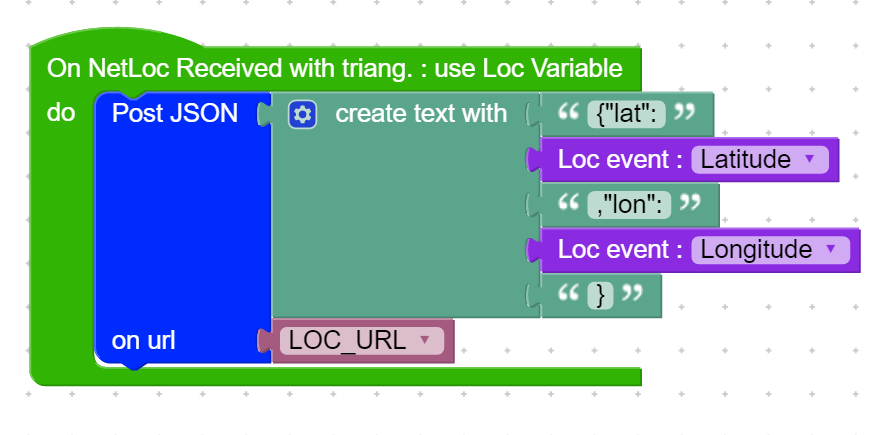 On NetLoc Received with triang. : use Loc Variable
do Post JSON create text with “ {"lat": ”
Loc event : Latitude ▼
“ ,"lon": ”
Loc event : Longitude ▼
“ } ”
on url LOC_URL ▼